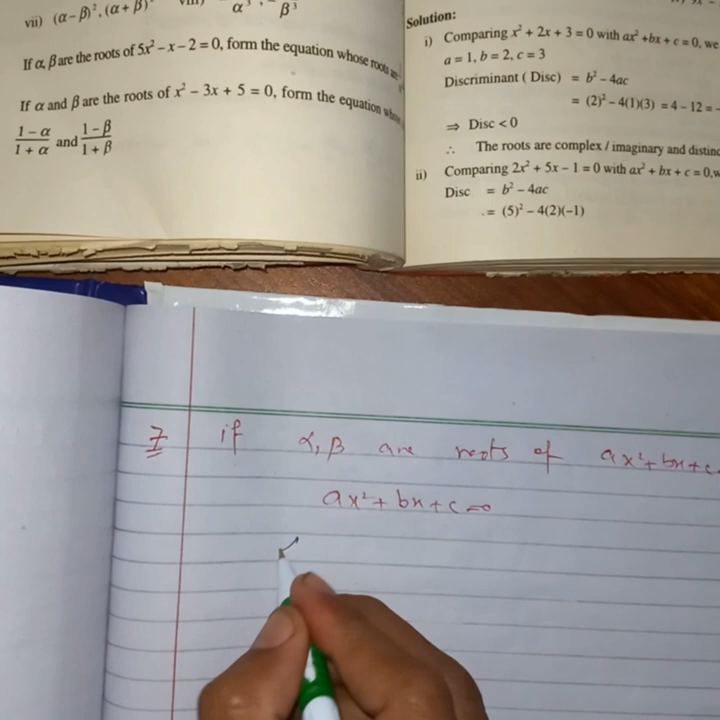 vii) (α−β)², (α+β)
α³ , β³
If α, β are the roots of 5x² − x − 2 = 0, form the equation whose roots are
If α and β are the roots of x² − 3x + 5 = 0, form the equation whose
(1 − α)/(1 + α) and (1 − β)/(1 + β)
Solution:
i) Comparing x² + 2x + 3 = 0 with ax² + bx + c = 0, we
a = 1, b = 2, c = 3
Discriminant ( Disc) = b² − 4ac
= (2)² − 4(1)(3) = 4 − 12 = −
⇒ Disc < 0
∴ The roots are complex / imaginary and distinc
ii) Comparing 2x² + 5x − 1 = 0 with ax² + bx + c = 0, w
Disc = b² − 4ac
.= (5)² − 4(2)(−1)
if α, β are roots of ax²+bx+c
ax²+bx+c=0